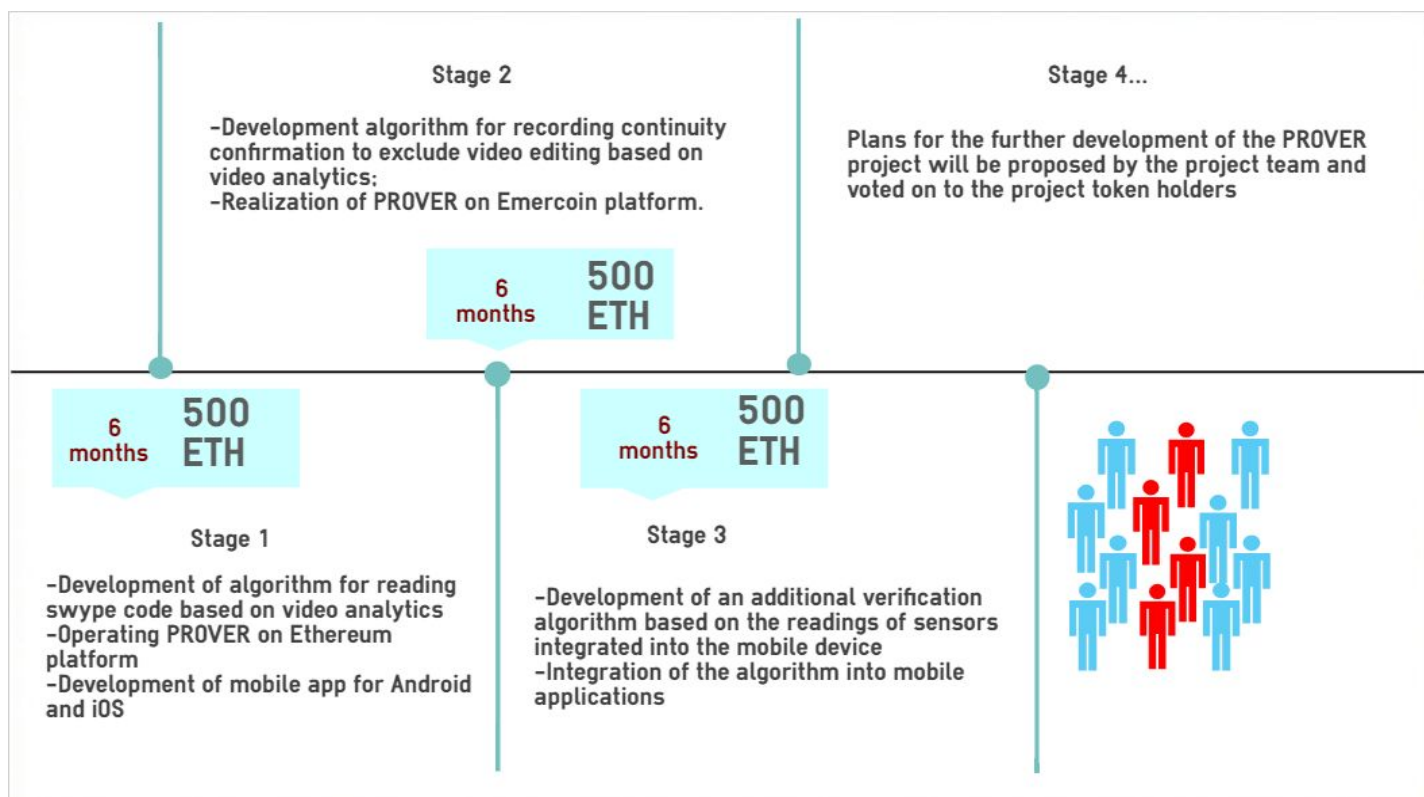 Stage 2
-Development algorithm for recording continuity
confirmation to exclude video editing based on
video analytics;
-Realization of PROVER on Emercoin platform.
6
months
500
ETH
Stage 4...
Plans for the further development of the PROVER
project will be proposed by the project team and
voted on to the project token holders
6
months
500
ETH
Stage 1
-Development of algorithm for reading
swype code based on video analytics
-Operating PROVER on Ethereum
platform
-Development of mobile app for Android
and iOS
6
months
500
ETH
Stage 3
-Development of an additional verification
algorithm based on the readings of sensors
integrated into the mobile device
-Integration of the algorithm into mobile
applications